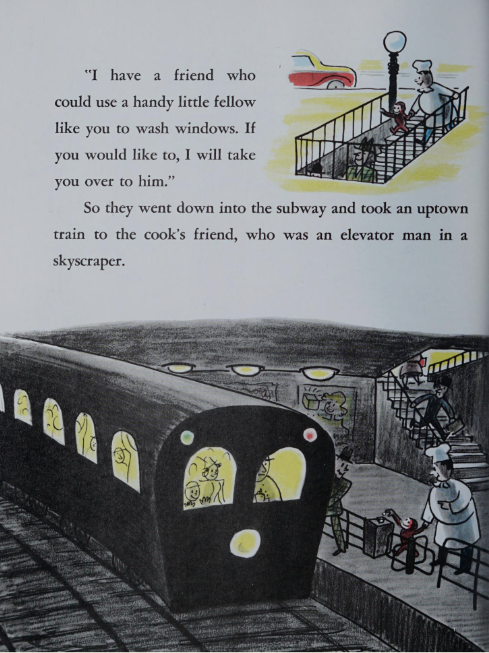 "I have a friend who
could use a handy little fellow
like you to wash windows. If
you would like to, I will take
you over to him."
So they went down into the subway and took an uptown
train to the cook's friend, who was an elevator man in a
skyscraper.